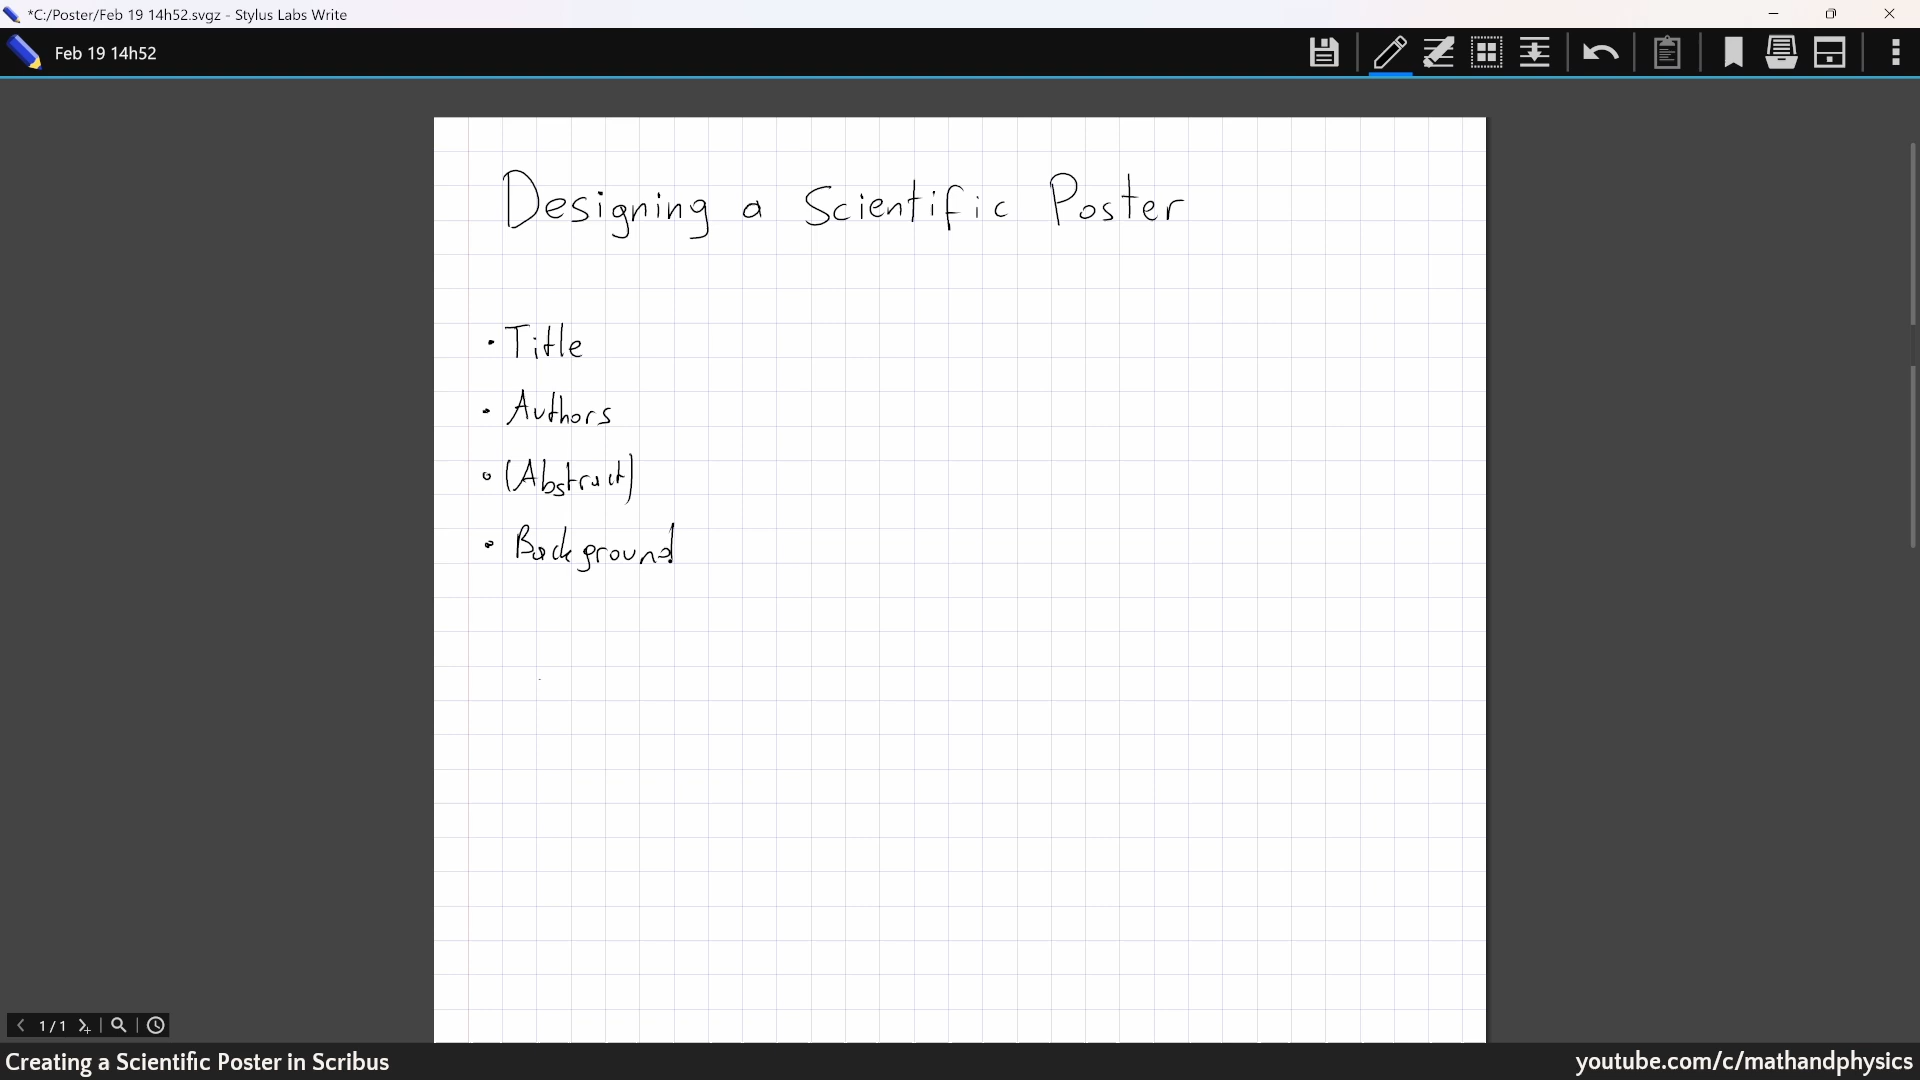 *C:/Poster/Feb 19 14h52.svgz - Stylus Labs Write
Feb 19 14h52
Designing a Scientific Poster
• Title
• Authors
• (Abstract)
• Background
1 / 1
Creating a Scientific Poster in Scribus
youtube.com/c/mathandphysics